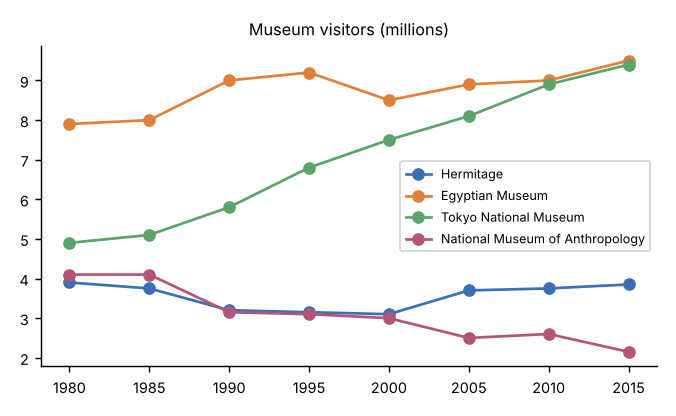 Museum visitors (millions)
9
8
7
6
5
4
3
2
Hermitage
Egyptian Museum
Tokyo National Museum
National Museum of Anthropology
1980 1985 1990 1995 2000 2005 2010 2015